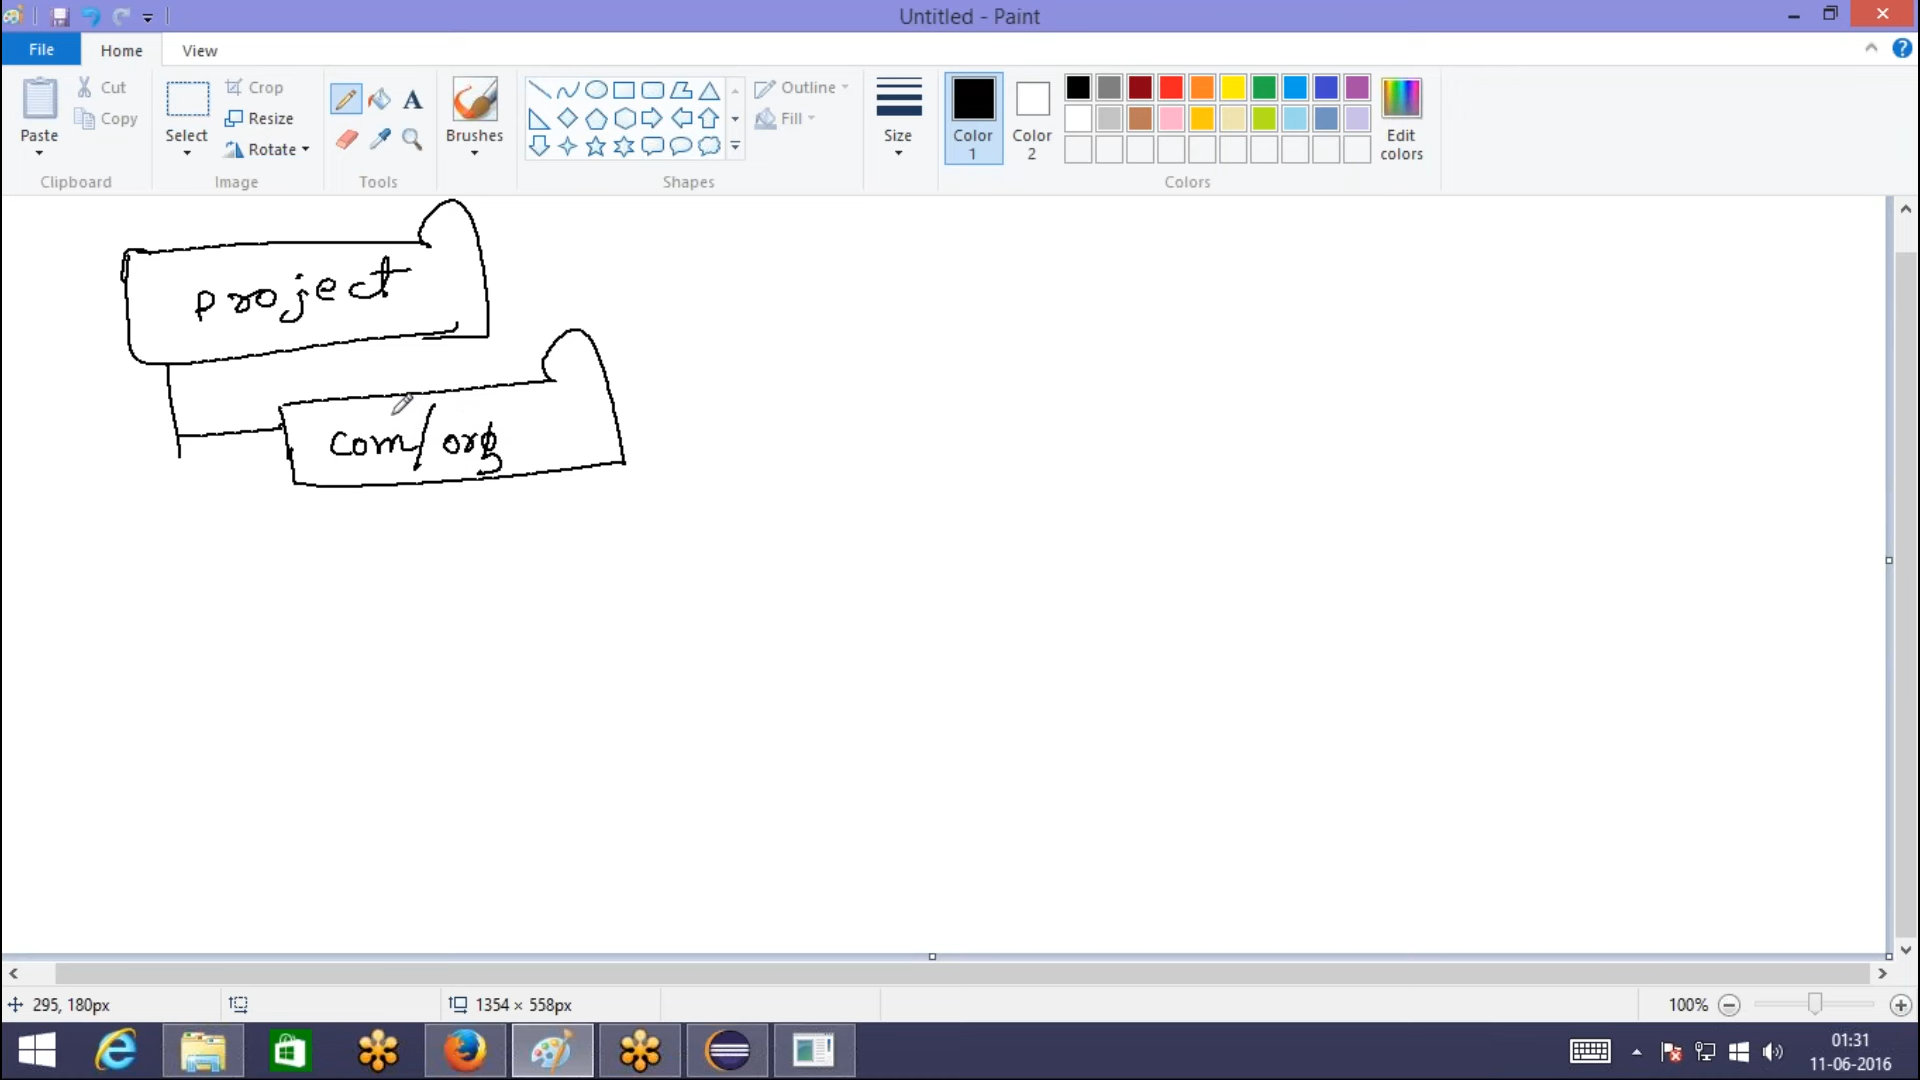 Untitled - Paint
File Home View
Paste
Cut
Copy
Clipboard
Select
Crop
Resize
Rotate
Image
Tools
Brushes
Shapes
Outline
Fill
Size
Color 1
Color 2
Edit colors
Colors
project
com/org
295, 180px
1354 × 558px
100%
01:31
11-06-2016